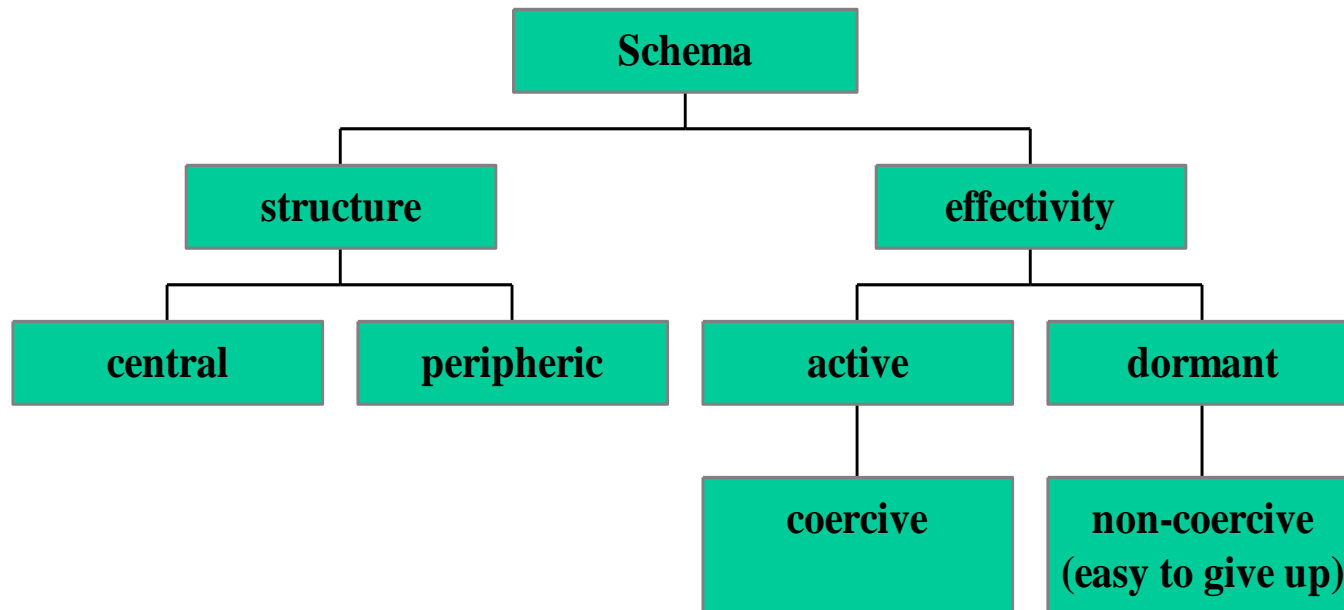 Schema
structure
effectivity
central
peripheric
active
dormant
coercive
non-coercive
(easy to give up)